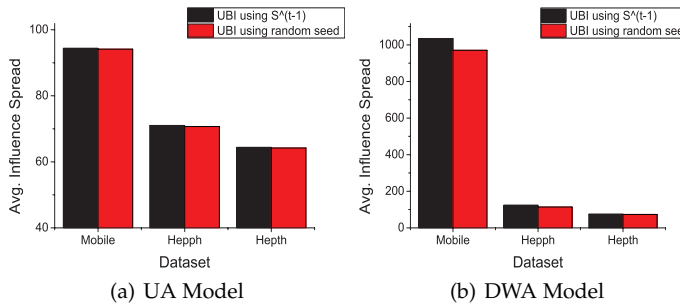 UBI using S^(t-1)
UBI using random seed
100
80
60
40
Avg. Influence Spread
Mobile
Hepph
Hepth
Dataset
(a) UA Model
UBI using S^(t-1)
UBI using random seed
1000
800
600
400
200
0
Avg. Influence Spread
Mobile
Hepph
Hepth
Dataset
(b) DWA Model